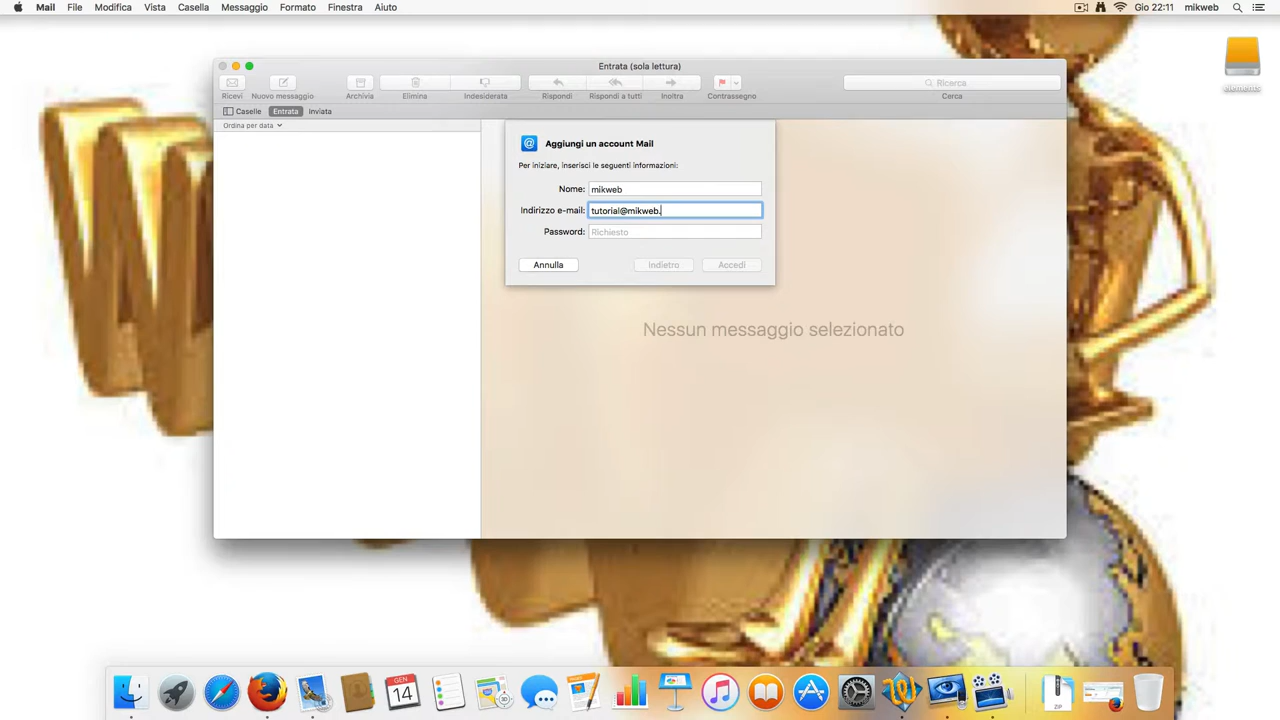 Mail File Modifica Vista Casella Messaggio Formato Finestra Aiuto Gio 22:11 mikweb
Entrata (sola lettura)
Ricerca
Ricevi Nuovo messaggio Archivia Elimina Indesiderata Rispondi Rispondi a tutti Inoltra Contrassegno Cerca
Caselle Entrata Inviata
Ordina per data
elements
Aggiungi un account Mail
Per iniziare, inserisci le seguenti informazioni:
Nome: mikweb
Indirizzo e-mail: tutorial@mikweb.
Password: Richiesto
Annulla Indietro Accedi
Nessun messaggio selezionato
GEN
14
ZIP